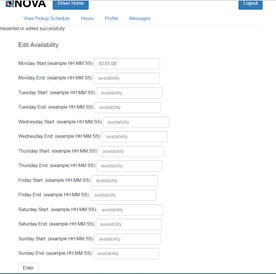 NOVA
Driver Home
Logout
View Pickup Schedule Hours Profile Messages
Inserted or edited successfully
Edit Availability
Monday Start (example HH:MM:SS) 10:01:00
Monday End: (example HH:MM:SS) availability
Tuesday Start: (example HH:MM:SS) availability
Tuesday End: (example HH:MM:SS) availability
Wednesday Start: (example HH:MM:SS) availability
Wednesday End: (example HH:MM:SS) availability
Thursday Start: (example HH:MM:SS) availability
Thursday End: (example HH:MM:SS) availability
Friday Start: (example HH:MM:SS) availability
Friday End: (example HH:MM:SS) availability
Saturday Start: (example HH:MM:SS) availability
Saturday End: (example HH:MM:SS) availability
Sunday Start: (example HH:MM:SS) availability
Sunday End: (example HH:MM:SS) availability
Enter